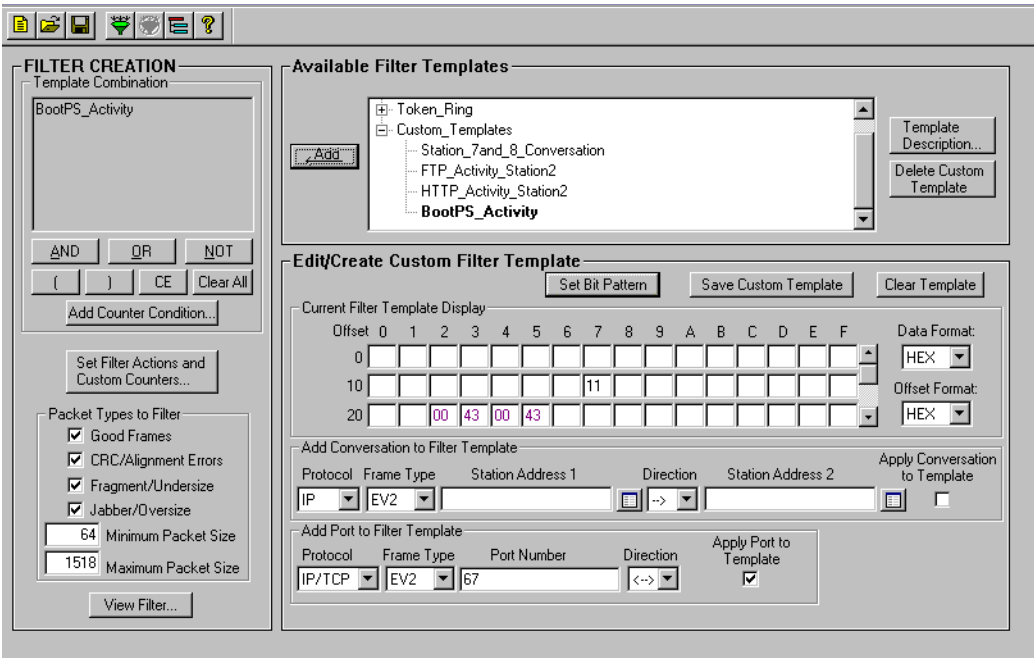 FILTER CREATION
Template Combination
BootPS_Activity
AND OR NOT
( ) CE Clear All
Add Counter Condition...
Set Filter Actions and
Custom Counters...
Packet Types to Filter
Good Frames
CRC/Alignment Errors
Fragment/Undersize
Jabber/Oversize
64 Minimum Packet Size
1518 Maximum Packet Size
View Filter...
Available Filter Templates
Add
Token_Ring
Custom_Templates
Station_7and_8_Conversation
FTP_Activity_Station2
HTTP_Activity_Station2
BootPS_Activity
Template
Description...
Delete Custom
Template
Edit/Create Custom Filter Template
Set Bit Pattern Save Custom Template Clear Template
Current Filter Template Display
Offset 0 1 2 3 4 5 6 7 8 9 A B C D E F
0
10 11
20 00 43 00 43
Data Format:
HEX
Offset Format:
HEX
Add Conversation to Filter Template
Protocol Frame Type Station Address 1 Direction Station Address 2
Apply Conversation
to Template
IP EV2 -->
Add Port to Filter Template
Protocol Frame Type Port Number Direction
Apply Port to
Template
IP/TCP EV2 67 <-->